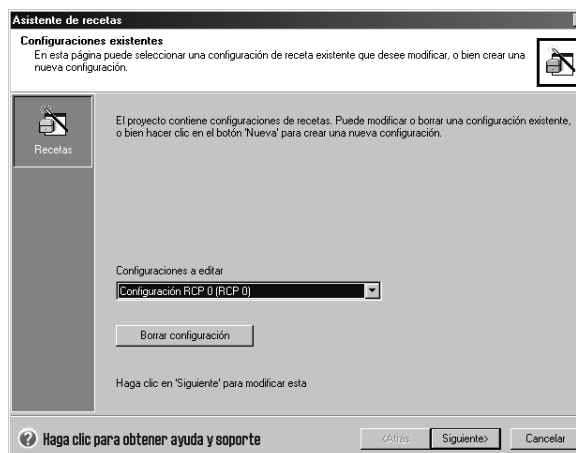 Asistente de recetas
Configuraciones existentes
En esta página puede seleccionar una configuración de receta existente que desee modificar, o bien crear una
nueva configuración.
Recetas
El proyecto contiene configuraciones de recetas. Puede modificar o borrar una configuración existente,
o bien hacer clic en el botón 'Nueva' para crear una nueva configuración.
Configuraciones a editar
Configuración RCP 0 (RCP 0)
Borrar configuración
Haga clic en 'Siguiente' para modificar esta
Haga clic para obtener ayuda y soporte
<Atrás
Siguiente>
Cancelar